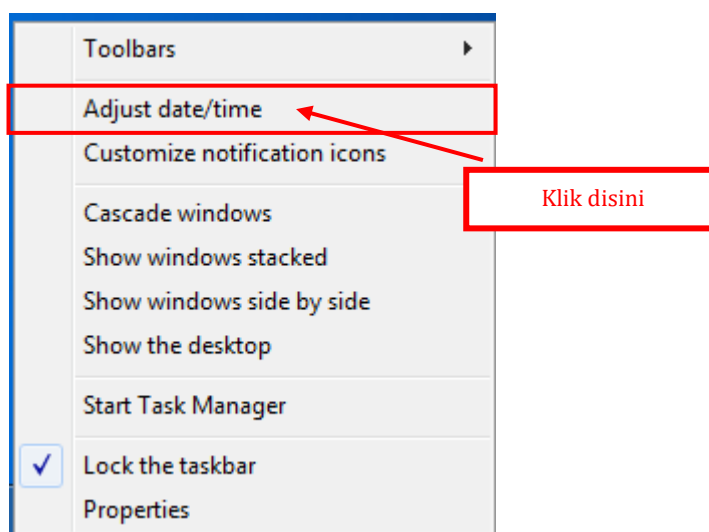 Toolbars
Adjust date/time
Customize notification icons
Klik disini
Cascade windows
Show windows stacked
Show windows side by side
Show the desktop
Start Task Manager
Lock the taskbar
Properties